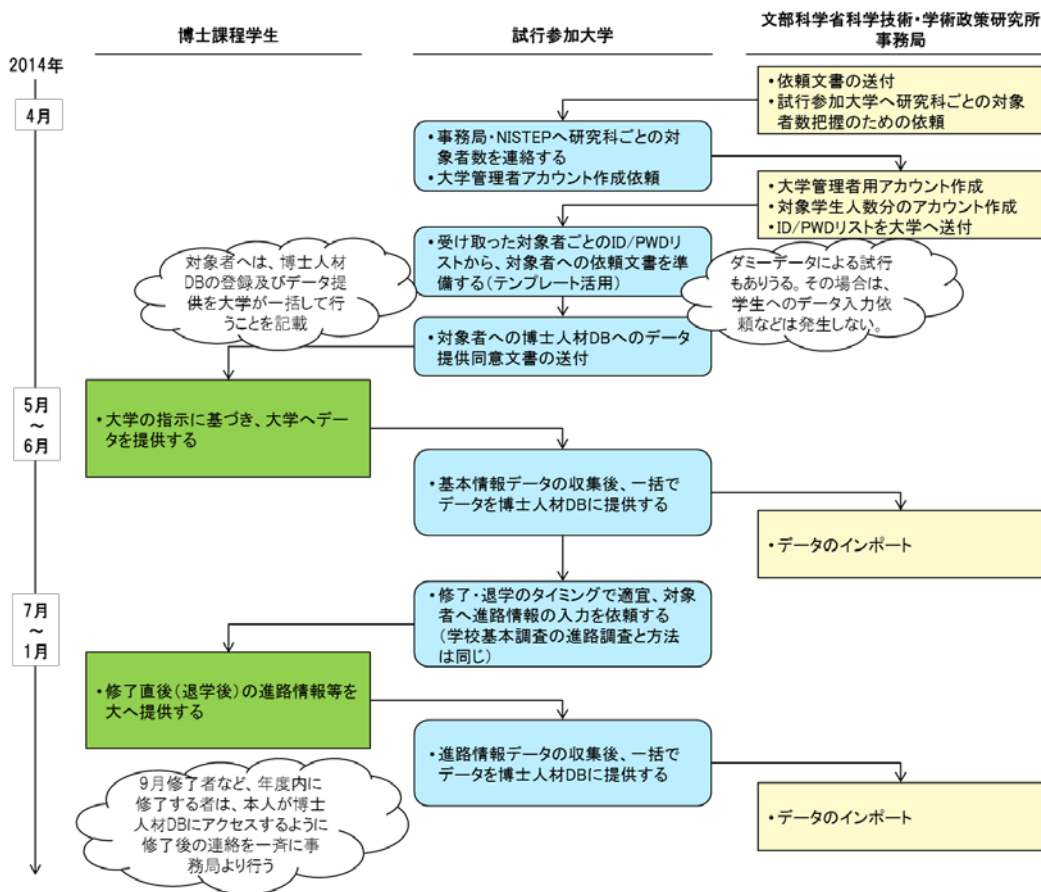 博士課程学生
試行参加大学
文部科学省科学技術・学術政策研究所
事務局
2014年
4月
・依頼文書の送付
・試行参加大学へ研究科ごとの対
象者数把握のための依頼
・事務局・NISTEPへ研究科ごとの対
象者数を連絡する
・大学管理者アカウント作成依頼
・大学管理者用アカウント作成
・対象学生人数分のアカウント作成
・ID/PWDリストを大学へ送付
・受け取った対象者ごとのID/PWDリ
ストから、対象者への依頼文書を準
備する(テンプレート活用)
対象者へは、博士人材
DBの登録及びデータ提
供を大学が一括して行
うことを記載
ダミーデータによる試行
もありうる。その場合は、
学生へのデータ入力依
頼などは発生しない。
・対象者への博士人材DBへのデータ
提供同意文書の送付
5月
～
6月
・大学の指示に基づき、大学へデー
タを提供する
・基本情報データの収集後、一括で
データを博士人材DBに提供する
・データのインポート
7月
～
1月
・修了・退学のタイミングで適宜、対象
者へ進路情報の入力を依頼する
(学校基本調査の進路調査と方法
は同じ)
・修了直後(退学後)の進路情報等を
大へ提供する
・進路情報データの収集後、一括で
データを博士人材DBに提供する
・データのインポート
9月修了者など、年度内に
修了する者は、本人が博士
人材DBにアクセスするように
修了後の連絡を一斉に事
務局より行う